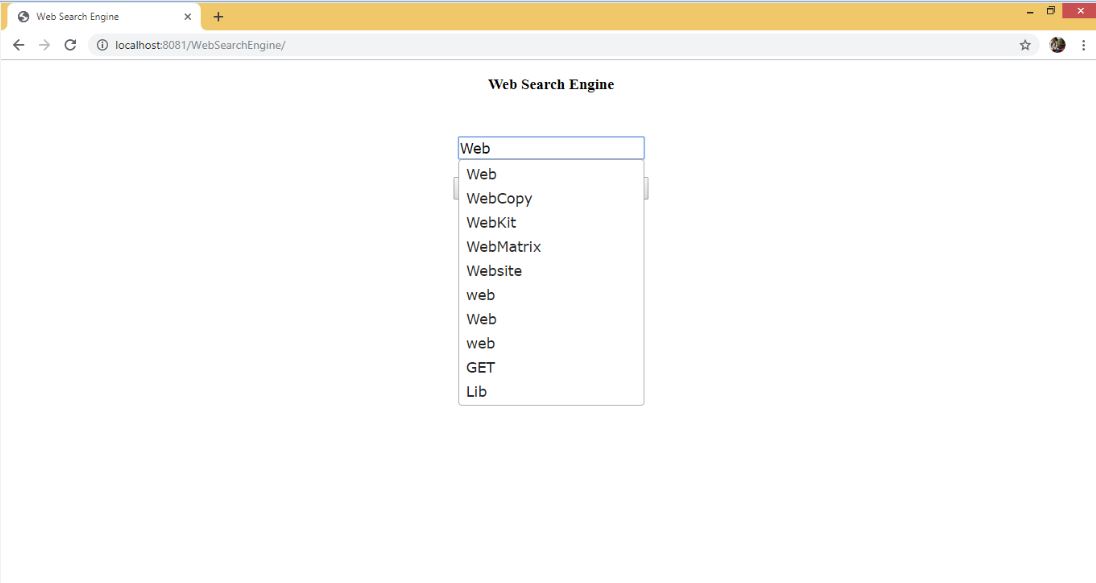 Web Search Engine
localhost:8081/WebSearchEngine/
Web Search Engine
Web
Web
WebCopy
WebKit
WebMatrix
Website
web
Web
web
GET
Lib